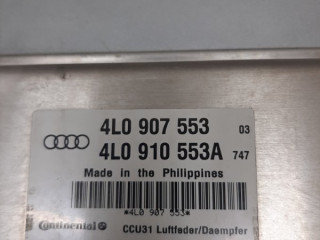 4L0 907 553 03
4L0 910 553A 747
Made in the Philippines
*4L0 907 553*
Continental CCU31 Luftfeder/Daempfer